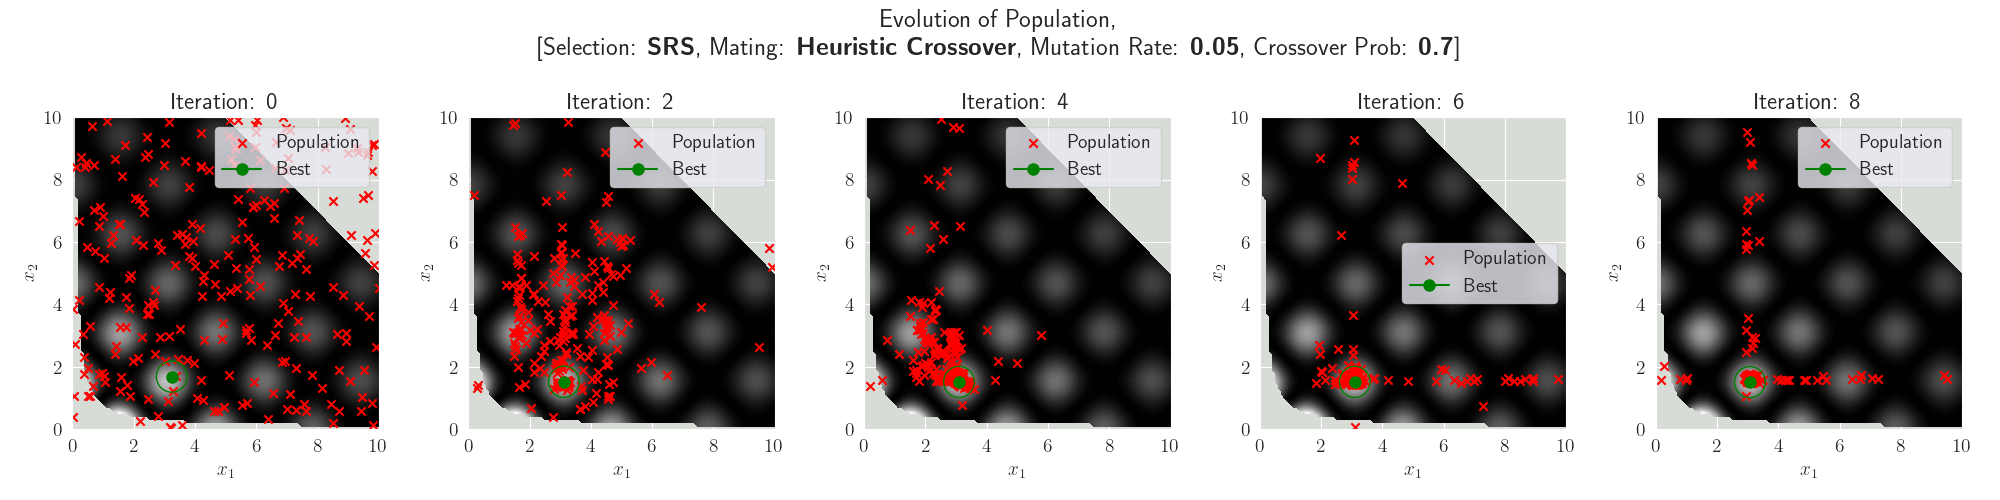 Evolution of Population,
[Selection: SRS, Mating: Heuristic Crossover, Mutation Rate: 0.05, Crossover Prob: 0.7]
Iteration: 0
10
8
6
4
2
0
x2
0 2 4 6 8 10
x1
Population
Best
Iteration: 2
10
8
6
4
2
0
x2
0 2 4 6 8 10
x1
Population
Best
Iteration: 4
10
8
6
4
2
0
x2
0 2 4 6 8 10
x1
Population
Best
Iteration: 6
10
8
6
4
2
0
x2
0 2 4 6 8 10
x1
Population
Best
Iteration: 8
10
8
6
4
2
0
x2
0 2 4 6 8 10
x1
Population
Best